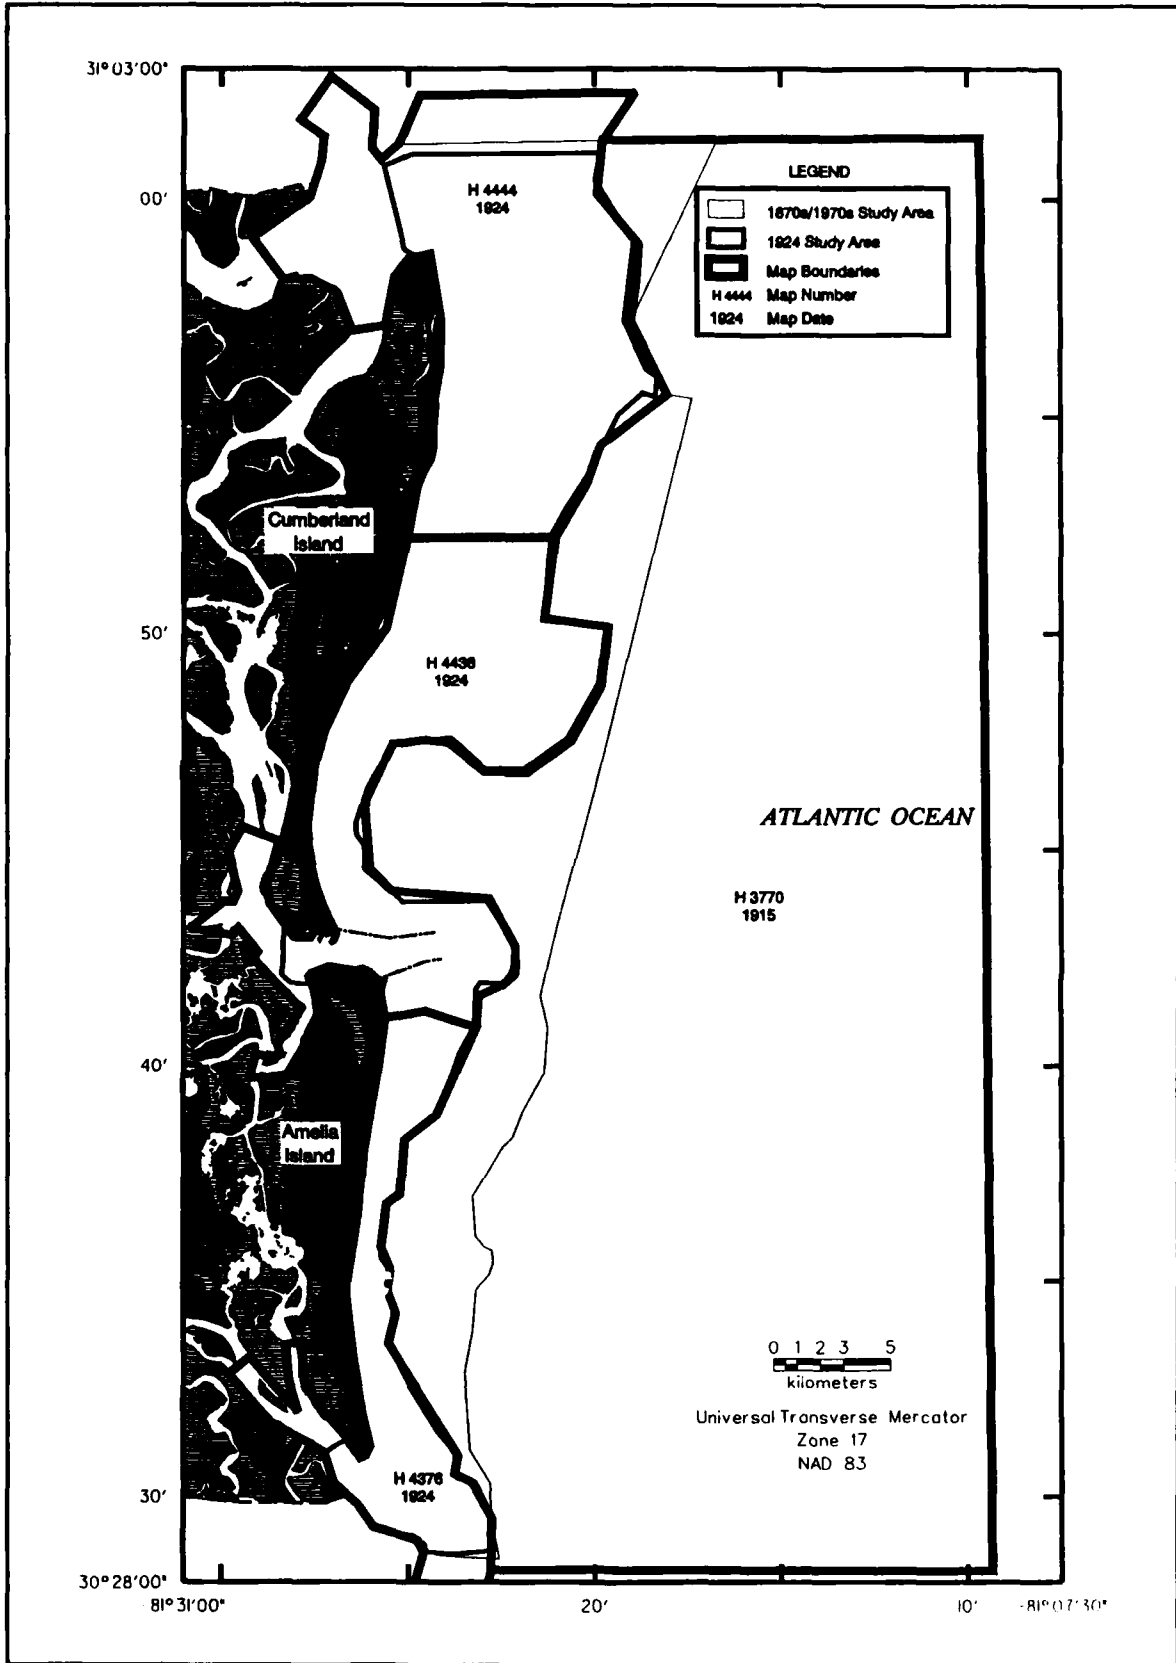 31°03'00"
H 4444
1924
LEGEND
1870s/1970s Study Area
1924 Study Area
Map Boundaries
H 4444 Map Number
1924 Map Date
00'
Cumberland
Island
50'
H 4436
1924
ATLANTIC OCEAN
H 3770
1915
40'
Amelia
Island
0 1 2 3 5
kilometers
Universal Transverse Mercator
Zone 17
NAD 83
H 4376
1924
30'
30°28'00"
-81°31'00" 20' 10' -81°07'30"